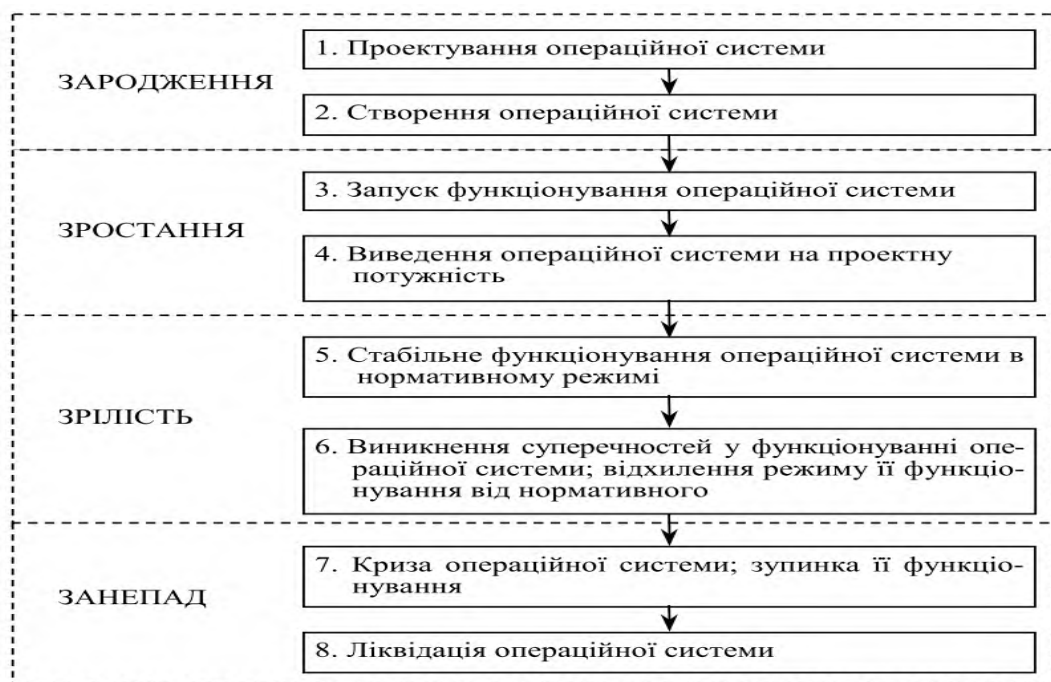 ЗАРОДЖЕННЯ
1. Проектування операційної системи
2. Створення операційної системи
ЗРОСТАННЯ
3. Запуск функціонування операційної системи
4. Виведення операційної системи на проектну
потужність
ЗРІЛІСТЬ
5. Стабільне функціонування операційної системи в
нормативному режимі
6. Виникнення суперечностей у функціонуванні опе-
раційної системи; відхилення режиму її функціо-
нування від нормативного
ЗАНЕПАД
7. Криза операційної системи; зупинка її функціо-
нування
8. Ліквідація операційної системи